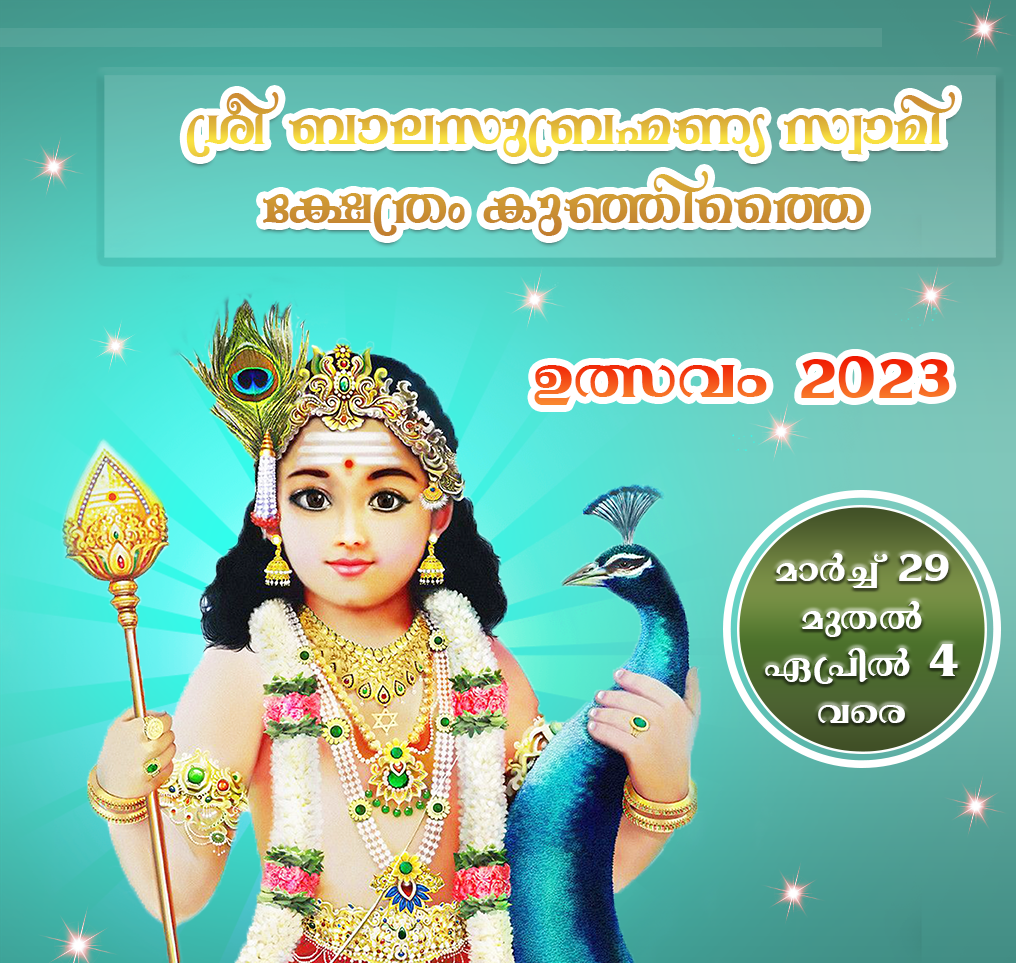 ശ്രീ ബാലസുബ്രഹ്മണ്യ സ്വാമി
ക്ഷേത്രം കുഞ്ഞിത്തൈ
ഉത്സവം 2023
മാർച്ച് 29
മുതൽ
ഏപ്രിൽ 4
വരെ